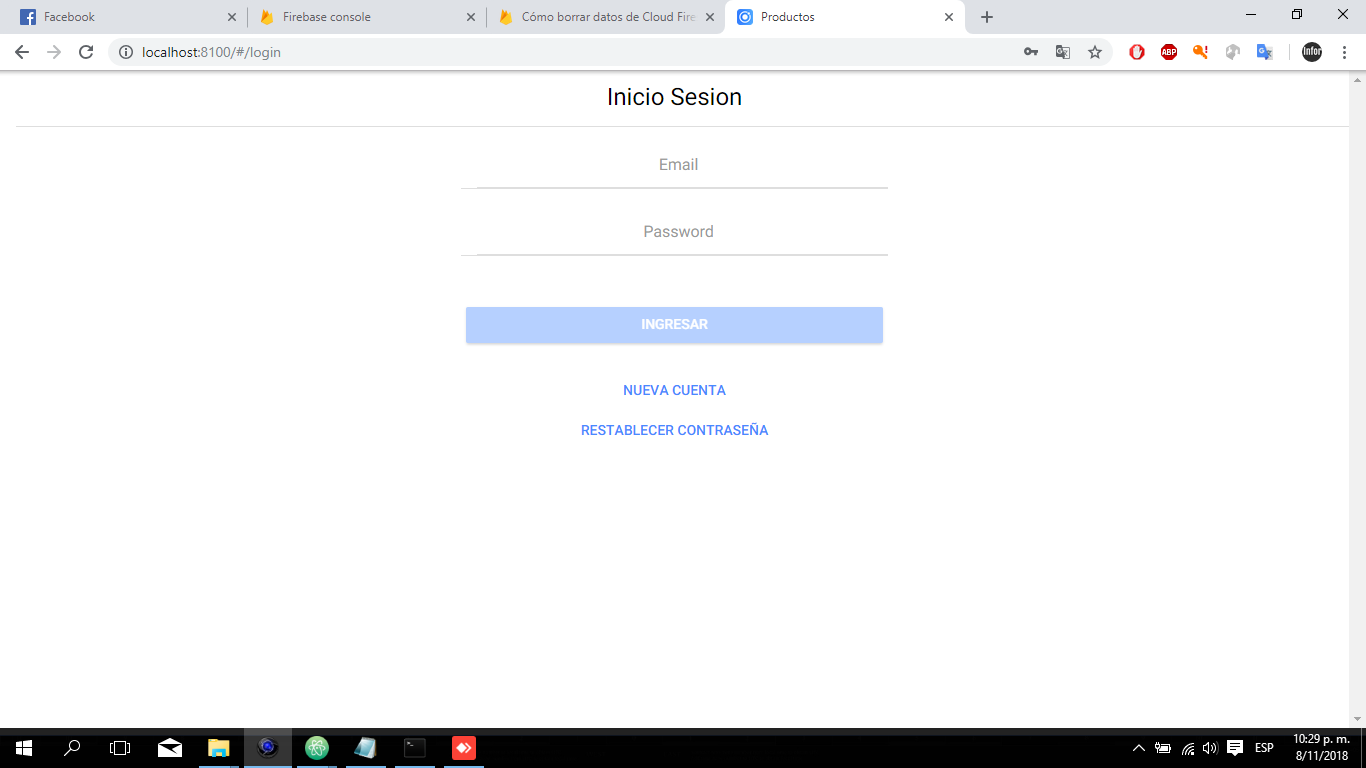 Facebook
Firebase console
Cómo borrar datos de Cloud Fire
Productos
localhost:8100/#/login
ABP
Infor
Inicio Sesion
Email
Password
INGRESAR
NUEVA CUENTA
RESTABLECER CONTRASEÑA
ESP
10:29 p. m.
8/11/2018